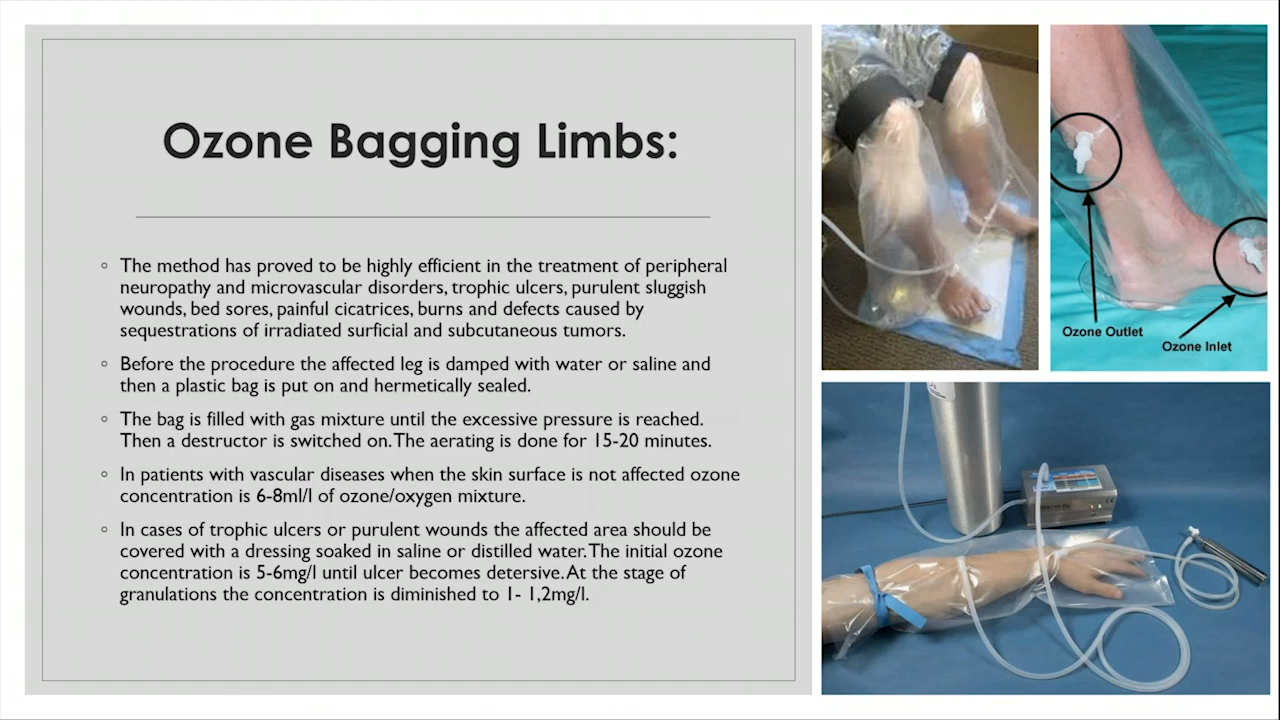 Ozone Bagging Limbs:
◦ The method has proved to be highly efficient in the treatment of peripheral
neuropathy and microvascular disorders, trophic ulcers, purulent sluggish
wounds, bed sores, painful cicatrices, burns and defects caused by
sequestrations of irradiated surficial and subcutaneous tumors.
◦ Before the procedure the affected leg is damped with water or saline and
then a plastic bag is put on and hermetically sealed.
◦ The bag is filled with gas mixture until the excessive pressure is reached.
Then a destructor is switched on. The aerating is done for 15-20 minutes.
◦ In patients with vascular diseases when the skin surface is not affected ozone
concentration is 6-8ml/l of ozone/oxygen mixture.
◦ In cases of trophic ulcers or purulent wounds the affected area should be
covered with a dressing soaked in saline or distilled water. The initial ozone
concentration is 5-6mg/l until ulcer becomes detersive. At the stage of
granulations the concentration is diminished to 1- 1,2mg/l.
Ozone Outlet
Ozone Inlet